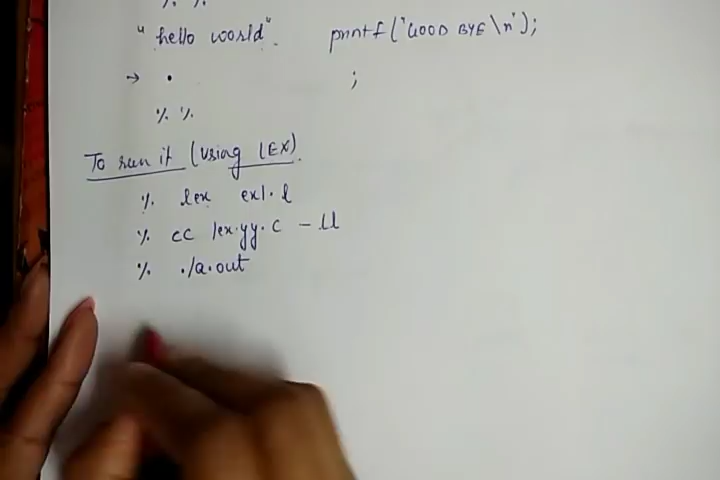 % %
"hello world" printf("GOOD BYE \n");
→ . ;
% %
To run it (Using LEX).
% lex ex1.l
% cc lex.yy.c - ll
% ./a.out